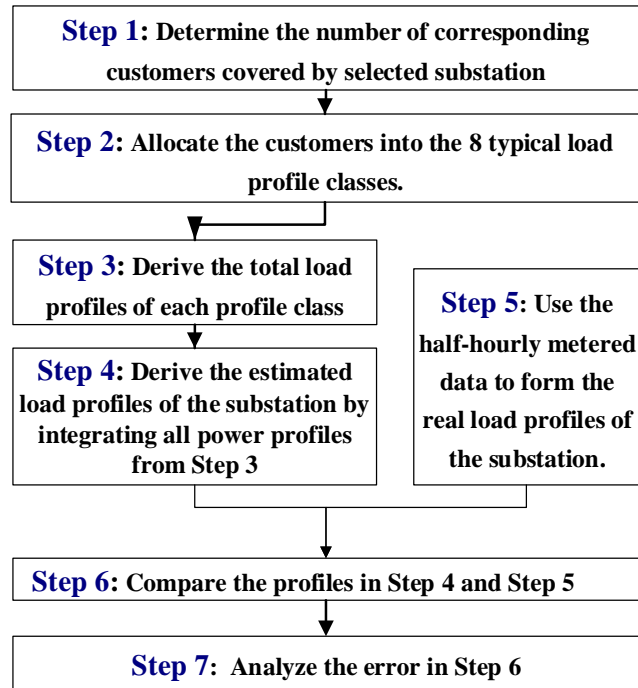 Step 1: Determine the number of corresponding
customers covered by selected substation
Step 2: Allocate the customers into the 8 typical load
profile classes.
Step 3: Derive the total load
profiles of each profile class
Step 4: Derive the estimated
load profiles of the substation by
integrating all power profiles
from Step 3
Step 5: Use the
half-hourly metered
data to form the
real load profiles of
the substation.
Step 6: Compare the profiles in Step 4 and Step 5
Step 7: Analyze the error in Step 6